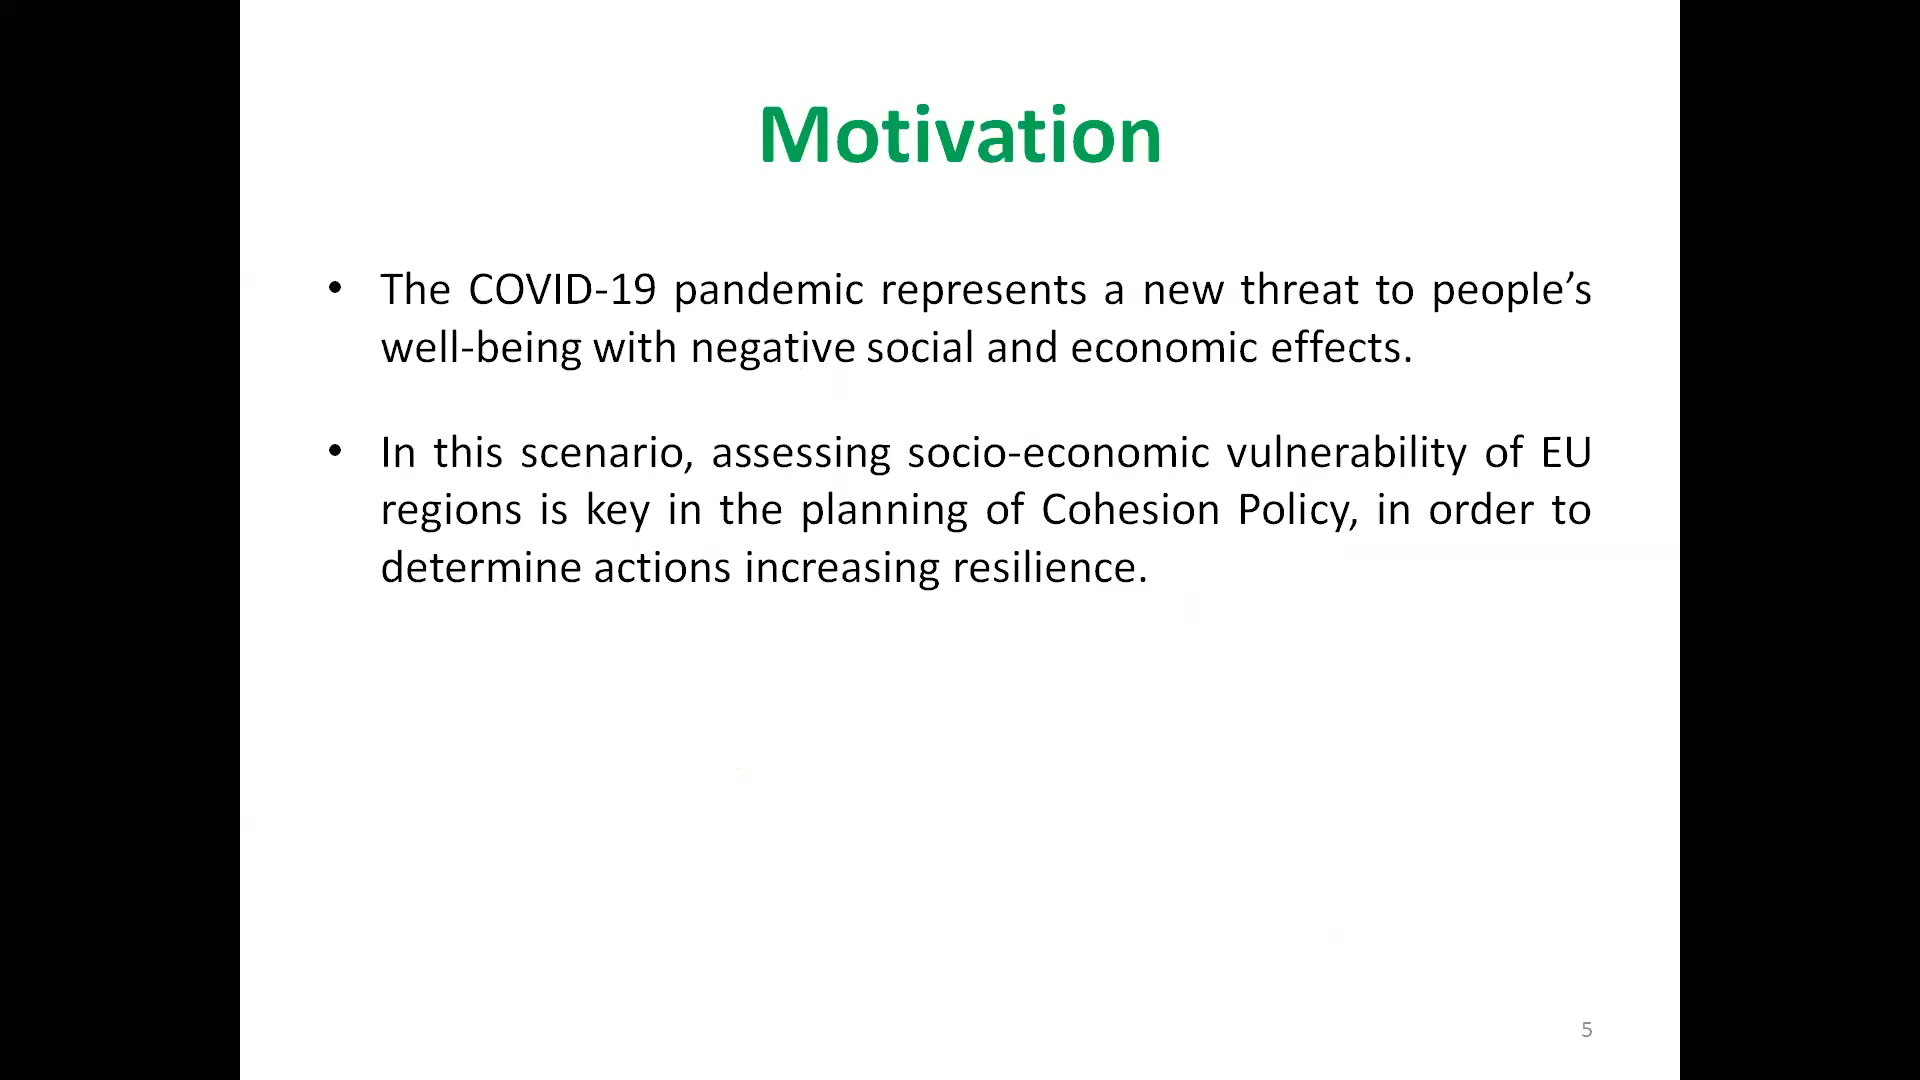 Motivation
• The COVID-19 pandemic represents a new threat to people’s
well-being with negative social and economic effects.
• In this scenario, assessing socio-economic vulnerability of EU
regions is key in the planning of Cohesion Policy, in order to
determine actions increasing resilience.
5